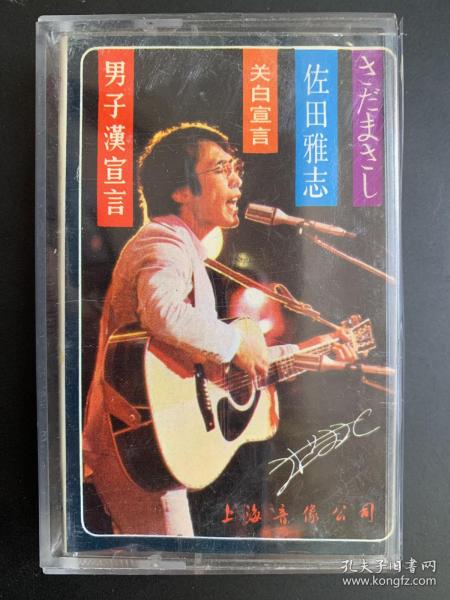 さだまさし
佐田雅志
关白宣言
男子漢宣言
上海音像公司
孔夫子旧书网
www.kongfz.com